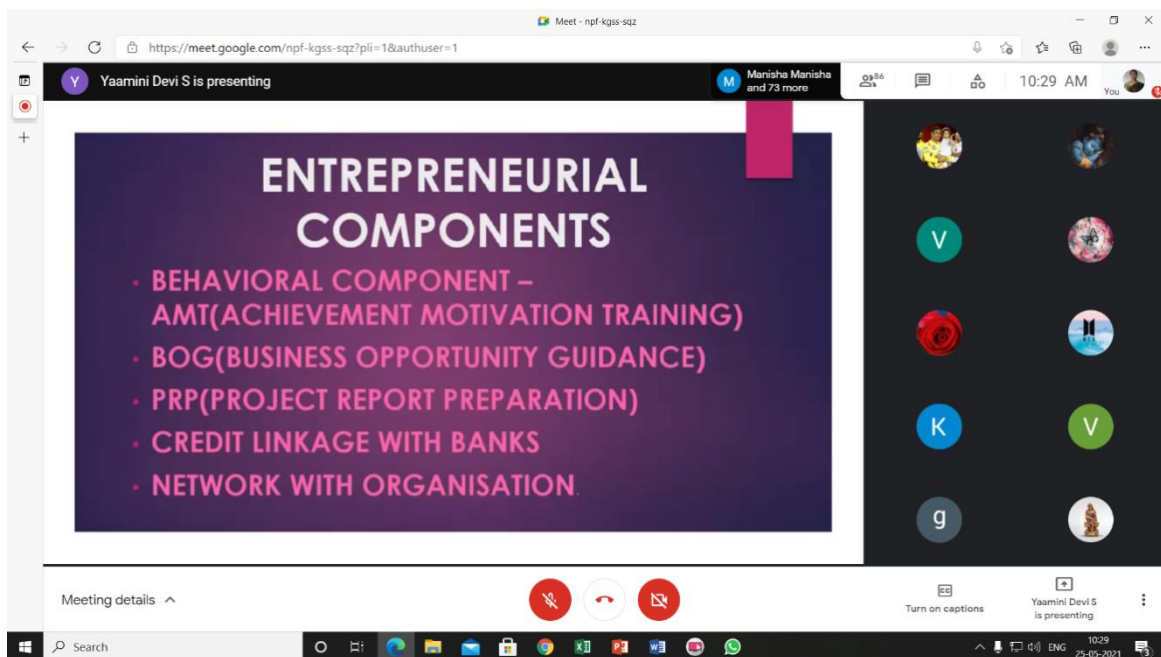 Meet - npf-kgss-sqz
https://meet.google.com/npf-kgss-sqz?pli=1&authuser=1
Y
Yaamini Devi S is presenting
M
Manisha Manisha
and 73 more
86
10:29 AM
You
ENTREPRENEURIAL
COMPONENTS
• BEHAVIORAL COMPONENT –
AMT(ACHIEVEMENT MOTIVATION TRAINING)
• BOG(BUSINESS OPPORTUNITY GUIDANCE)
• PRP(PROJECT REPORT PREPARATION)
• CREDIT LINKAGE WITH BANKS
• NETWORK WITH ORGANISATION.
V
K
V
g
Meeting details
CC
Turn on captions
Yaamini Devi S
is presenting
Search
ENG
10:29
25-05-2021
3